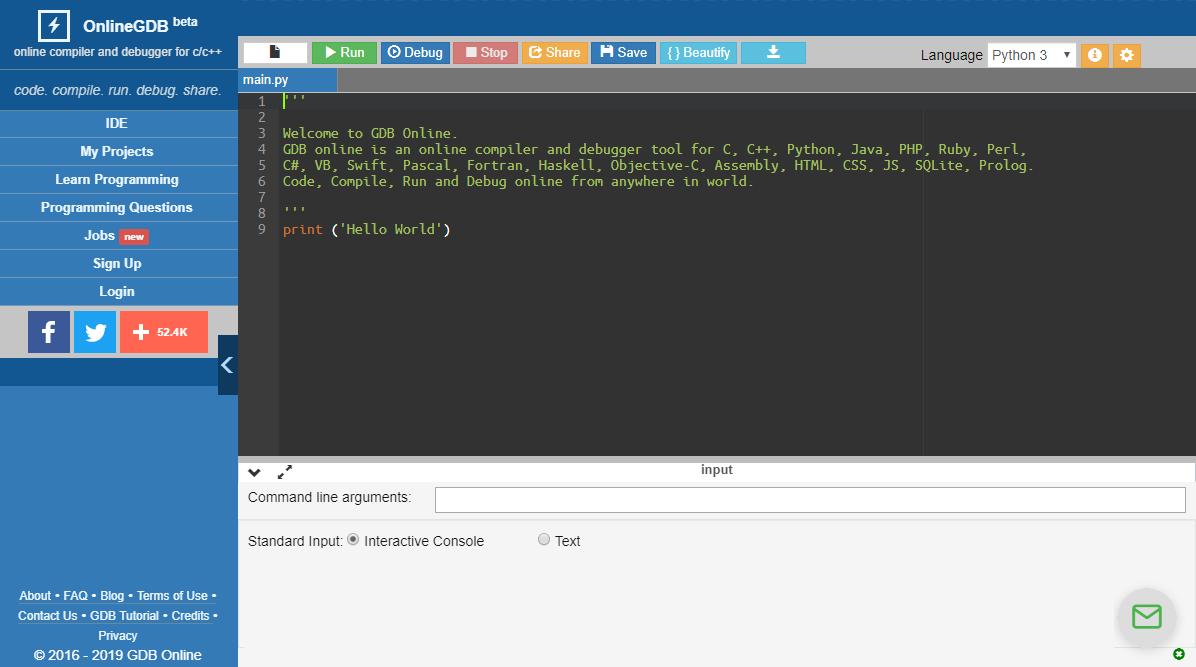 OnlineGDB beta
online compiler and debugger for c/c++
code. compile. run. debug. share.
IDE
My Projects
Learn Programming
Programming Questions
Jobs new
Sign Up
Login
52.4K
About • FAQ • Blog • Terms of Use •
Contact Us • GDB Tutorial • Credits •
Privacy
© 2016 - 2019 GDB Online
Run Debug Stop Share Save { } Beautify
Language Python 3
main.py
1 '''
2
3 Welcome to GDB Online.
4 GDB online is an online compiler and debugger tool for C, C++, Python, Java, PHP, Ruby, Perl,
5 C#, VB, Swift, Pascal, Fortran, Haskell, Objective-C, Assembly, HTML, CSS, JS, SQLite, Prolog.
6 Code, Compile, Run and Debug online from anywhere in world.
7
8 '''
9 print ('Hello World')
input
Command line arguments:
Standard Input: Interactive Console Text